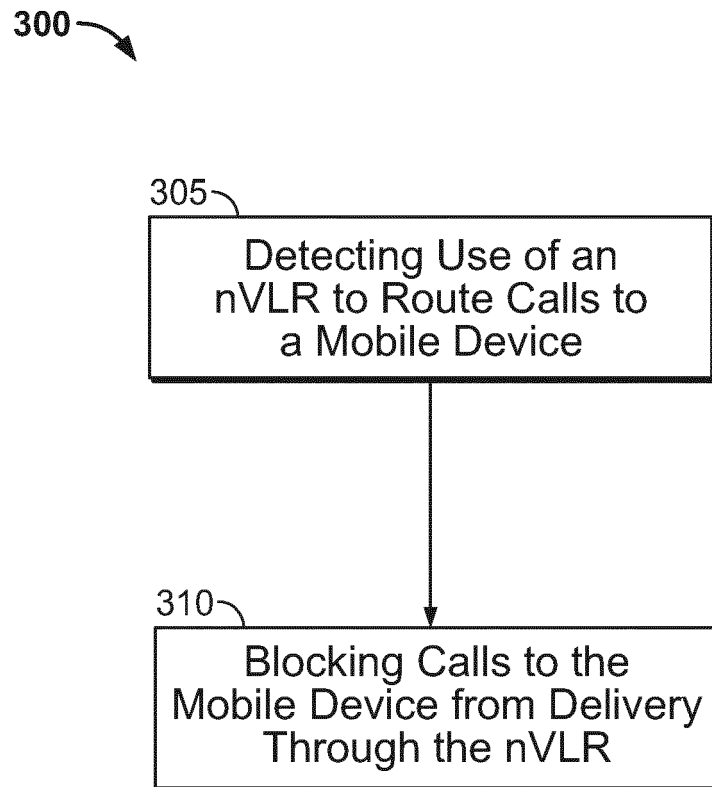 300
305
Detecting Use of an
nVLR to Route Calls to
a Mobile Device
310
Blocking Calls to the
Mobile Device from Delivery
Through the nVLR